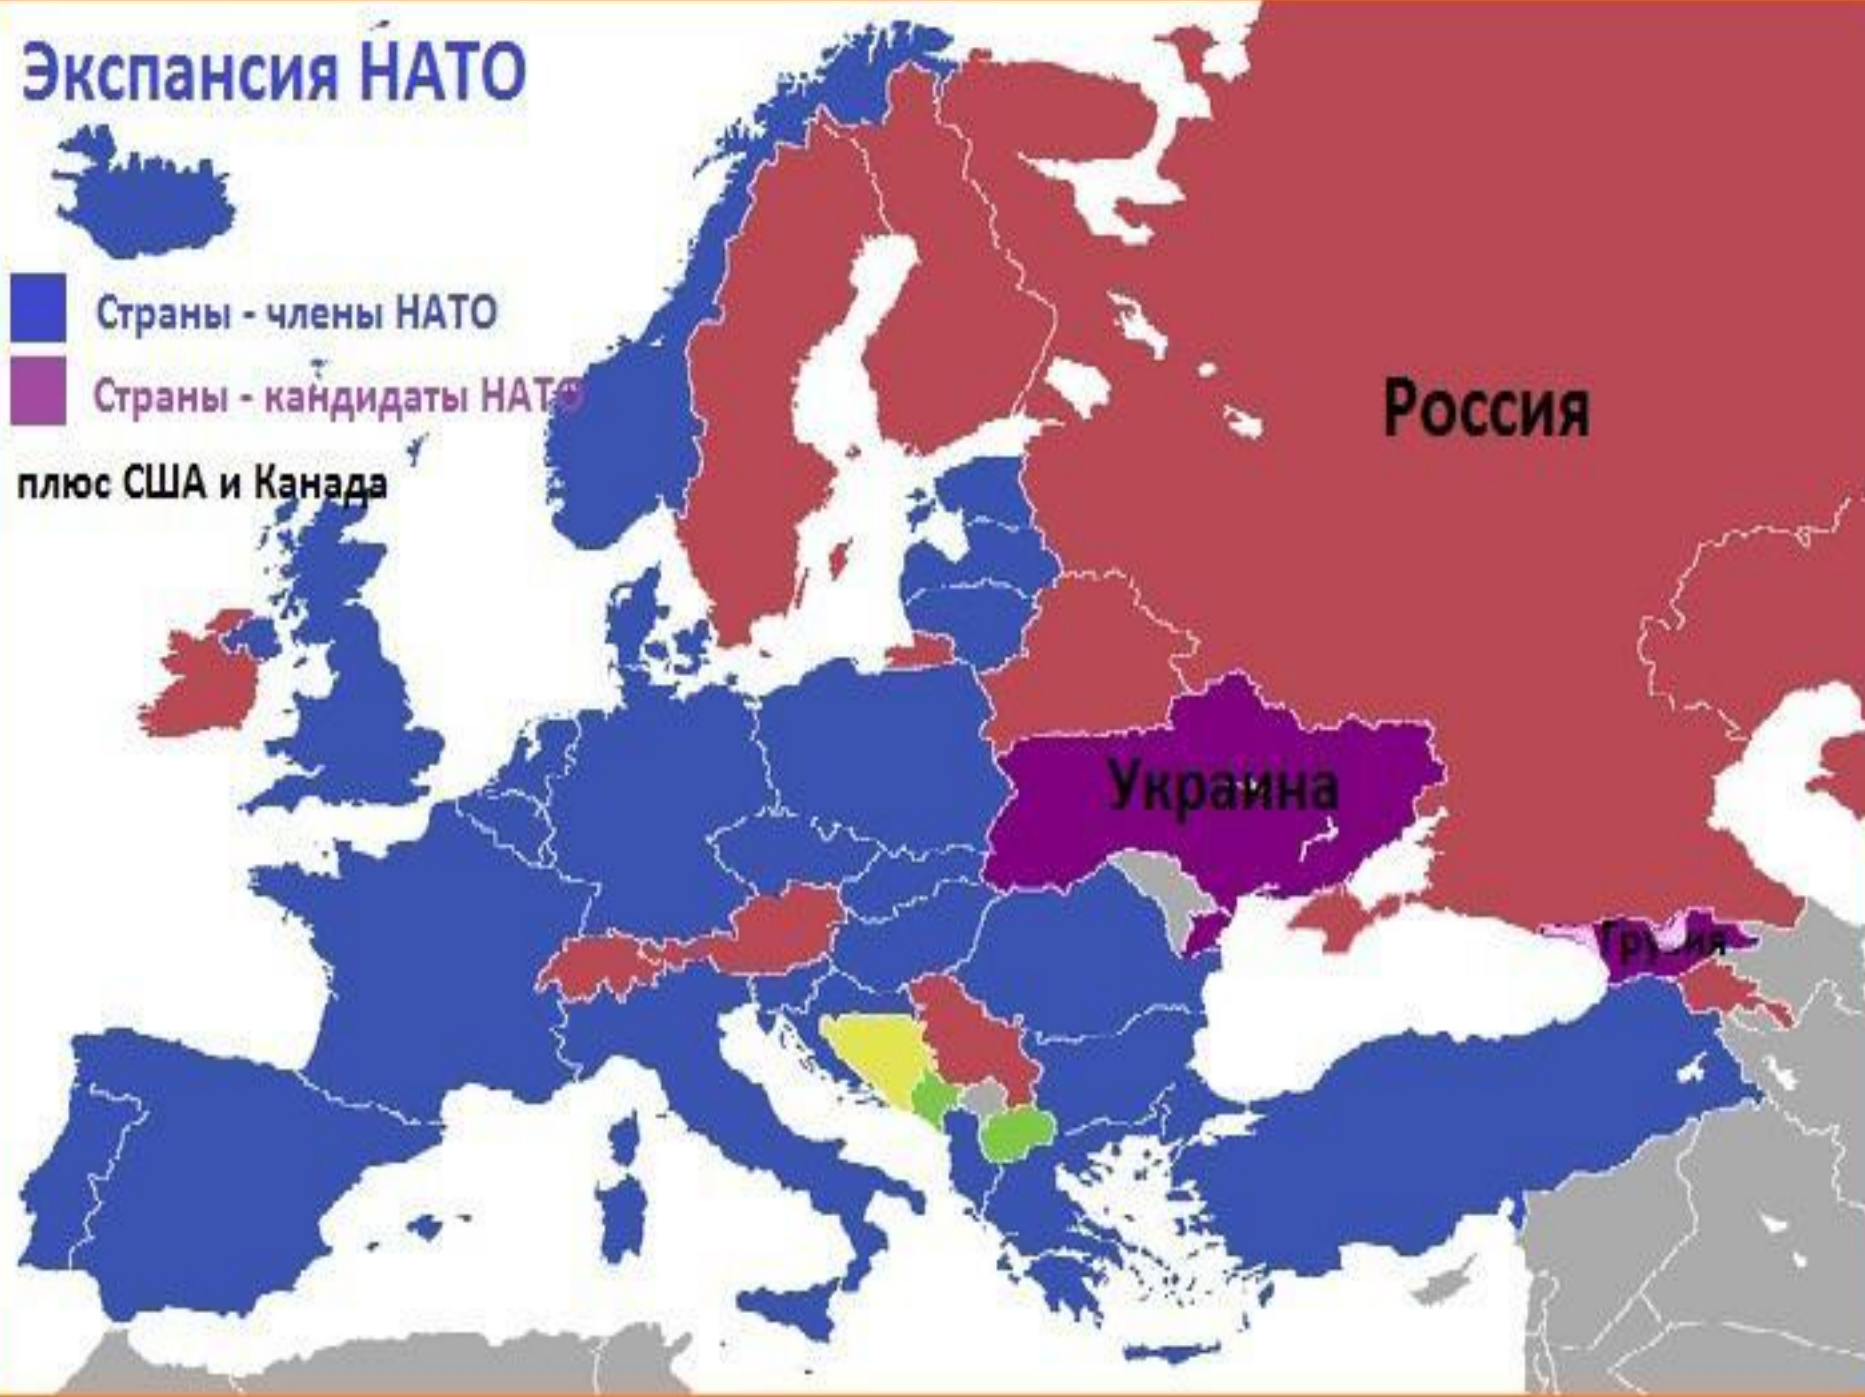 Экспансия НАТО
Страны - члены НАТО
Страны - кандидаты НАТО
плюс США и Канада
Россия
Украина